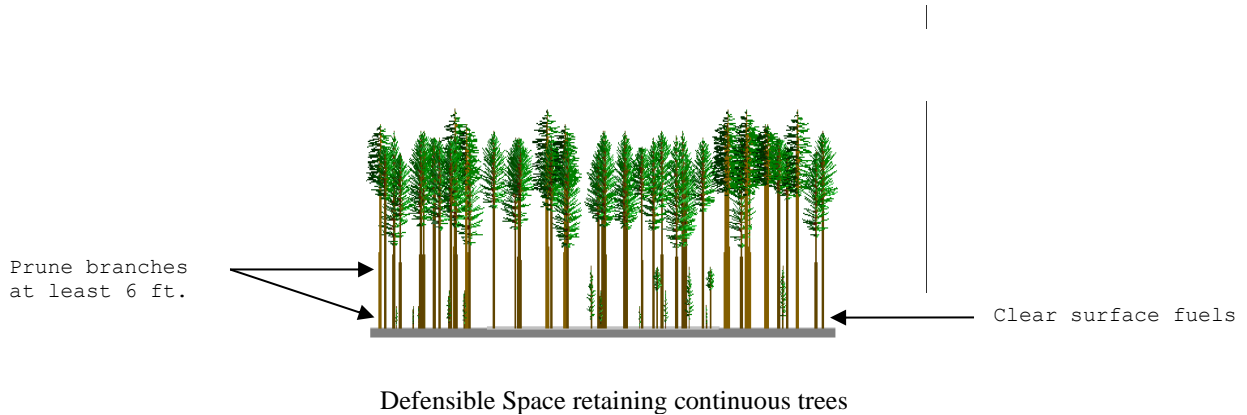 Prune branches
at least 6 ft.
Clear surface fuels
Defensible Space retaining continuous trees